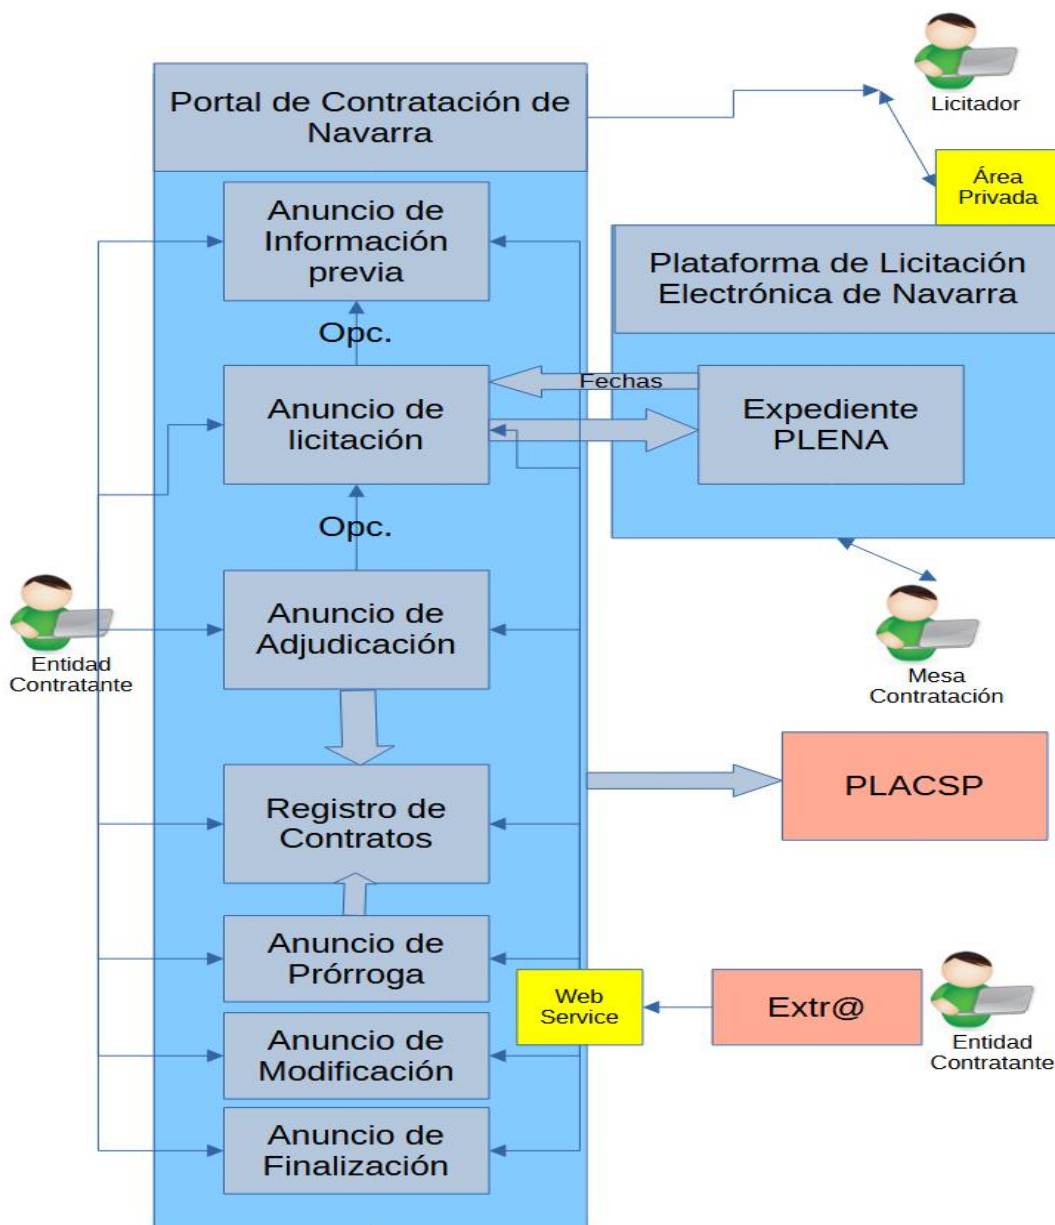 Licitador
Portal de Contratación de
Navarra
Área
Privada
Anuncio de
Información
previa
Plataforma de Licitación
Electrónica de Navarra
Opc.
Fechas
Anuncio de
licitación
Expediente
PLENA
Opc.
Anuncio de
Adjudicación
Entidad
Contratante
Mesa
Contratación
PLACSP
Registro de
Contratos
Anuncio de
Prórroga
Web
Service
Extr@
Entidad
Contratante
Anuncio de
Modificación
Anuncio de
Finalización